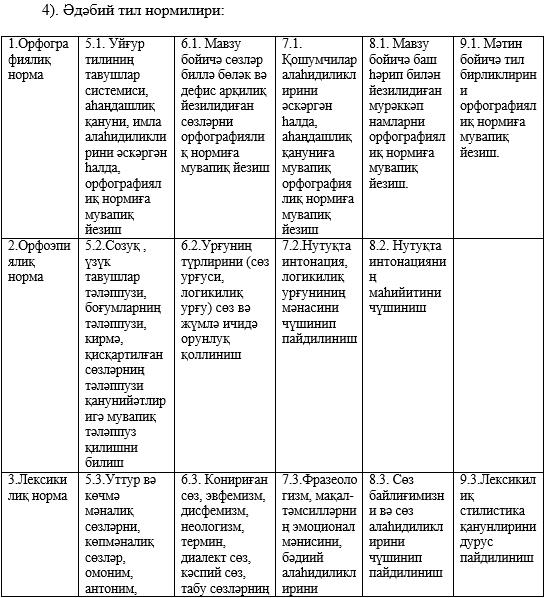 4). Әдәбий тил нормилири:
1.Орфогра
фиялиқ
норма
5.1. Уйғур
тилиниң
тавушлар
системиси,
аһаңдашлиқ
қануни, имла
алаһидиликли
рини әскәргән
һалда,
орфографиял
иқ нормиға
мувапиқ
йезиш
6.1. Мавзу
бойичә сөзләр
биллә бөләк вә
дефис арқилиқ
йезилидиған
сөзләрни
орфографияли
қ нормиға
мувапиқ йезиш
7.1.
Қошумчилар
алаһидиликл
ирини
әскәргән
һалда,
аһаңдашлиқ
қануниға
мувапиқ
орфография
лиқ нормиға
мувапиқ
йезиш
8.1. Мавзу
бойичә баш
һәрип билән
йезилидиған
мурәккәп
намларни
орфографиял
иқ нормиға
мувапиқ
йезиш.
9.1. Мәтин
бойичә тил
бирликлирин
и
орфографиял
иқ нормиға
мувапиқ
йезиш.
2.Орфоэпи
ялиқ
норма
5.2.Созуқ ,
үзүк
тавушлар
тәләппузи,
боғумларниң
тәләппузи,
кирмә,
қисқартилған
сөзләрниң
тәләппузи
қанунийәтлир
игә мувапиқ
тәләппуз
қилишни
билиш
6.2.Урғуниң
түрлирини (сөз
урғуси,
логикилиқ
урғу) сөз вә
җүмлә ичидә
орунлуқ
қоллиниш
7.2.Нутуқта
интонация,
логикилиқ
урғуниниң
мәнасини
чүшинип
пайдилиниш
8.2. Нутуқта
интонацияни
ң
маһийитини
чүшиниш
3.Лексики
лиқ норма
5.3.Уттур вә
көчмә
мәналиқ
сөзләрни,
көпмәналиқ
сөзләр,
омоним,
антоним,
6.3. Конириған
сөз, эвфемизм,
дисфемизм,
неологизм,
термин,
диалект сөз,
кәспий сөз,
табу сөзләрниң
7.3.Фразеоло
гизм, мақал-
тәмсилләрни
ң эмоционал
мәнисини,
бәдиий
алаһидиликл
ирини
8.3. Сөз
байлиғимизн
и вә сөз
алаһидиликл
ирини
чүшинип
пайдилиниш
9.3.Лексикил
иқ
стилистика
қанунлирини
дурус
пайдилиниш